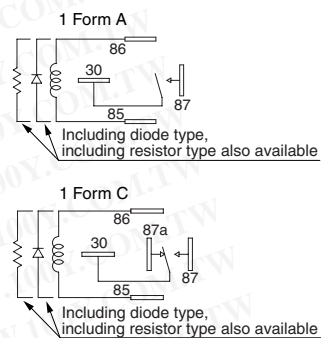 1 Form A
86
30
87
85
Including diode type,
including resistor type also available
1 Form C
86
87a
30
87
85
Including diode type,
including resistor type also available